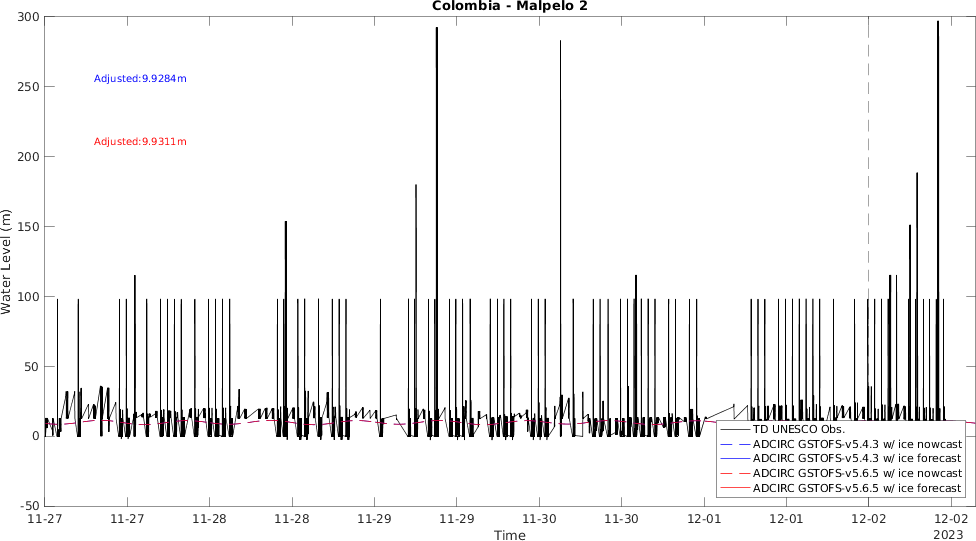 Colombia - Malpelo 2
300
250
200
150
100
50
0
-50
Water Level (m)
Adjusted:9.9284m
Adjusted:9.9311m
TD UNESCO Obs.
ADCIRC GSTOFS-v5.4.3 w/ ice nowcast
ADCIRC GSTOFS-v5.4.3 w/ ice forecast
ADCIRC GSTOFS-v5.6.5 w/ ice nowcast
ADCIRC GSTOFS-v5.6.5 w/ ice forecast
11-27 11-27 11-28 11-28 11-29 11-29 11-30 11-30 12-01 12-01 12-02 12-02
Time
2023